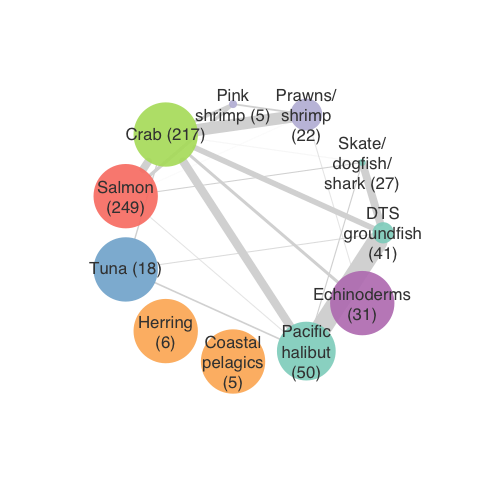 Pink
shrimp (5)
Prawns/
shrimp
(22)
Crab (217)
Skate/
dogfish/
shark (27)
Salmon
(249)
DTS
groundfish
(41)
Tuna (18)
Echinoderms
(31)
Herring
(6)
Coastal
pelagics
(5)
Pacific
halibut
(50)